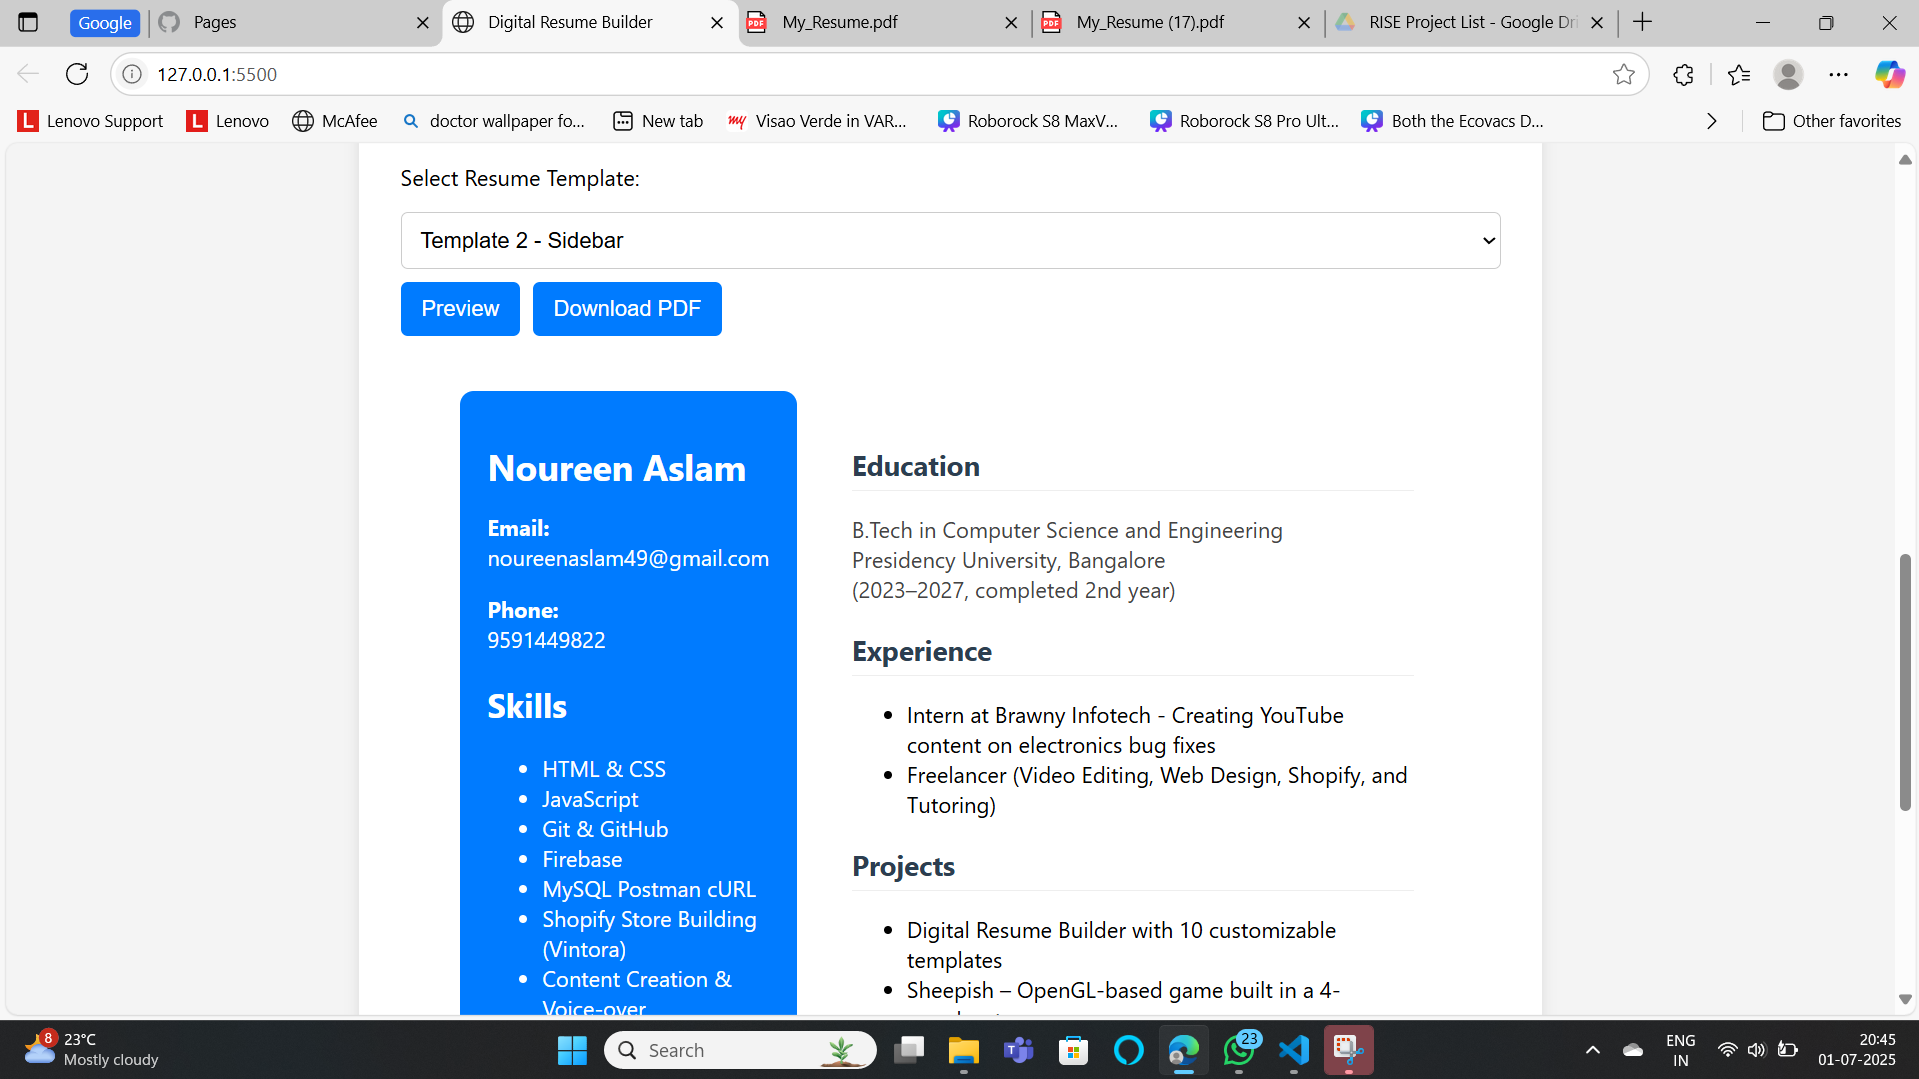 Google
Pages
Digital Resume Builder
My_Resume.pdf
My_Resume (17).pdf
RISE Project List - Google Dri
127.0.0.1:5500
Lenovo Support
Lenovo
McAfee
doctor wallpaper fo...
New tab
my
Visao Verde in VAR...
Roborock S8 MaxV...
Roborock S8 Pro Ult...
Both the Ecovacs D...
Other favorites
Select Resume Template:
Template 2 - Sidebar
Preview
Download PDF
Noureen Aslam
Email:
noureenaslam49@gmail.com
Phone:
9591449822
Skills
HTML & CSS
JavaScript
Git & GitHub
Firebase
MySQL Postman cURL
Shopify Store Building
(Vintora)
Content Creation &
Voice-over
Education
B.Tech in Computer Science and Engineering
Presidency University, Bangalore
(2023–2027, completed 2nd year)
Experience
Intern at Brawny Infotech - Creating YouTube
content on electronics bug fixes
Freelancer (Video Editing, Web Design, Shopify, and
Tutoring)
Projects
Digital Resume Builder with 10 customizable
templates
Sheepish – OpenGL-based game built in a 4-
8
23°C
Mostly cloudy
Search
23
ENG
IN
20:45
01-07-2025